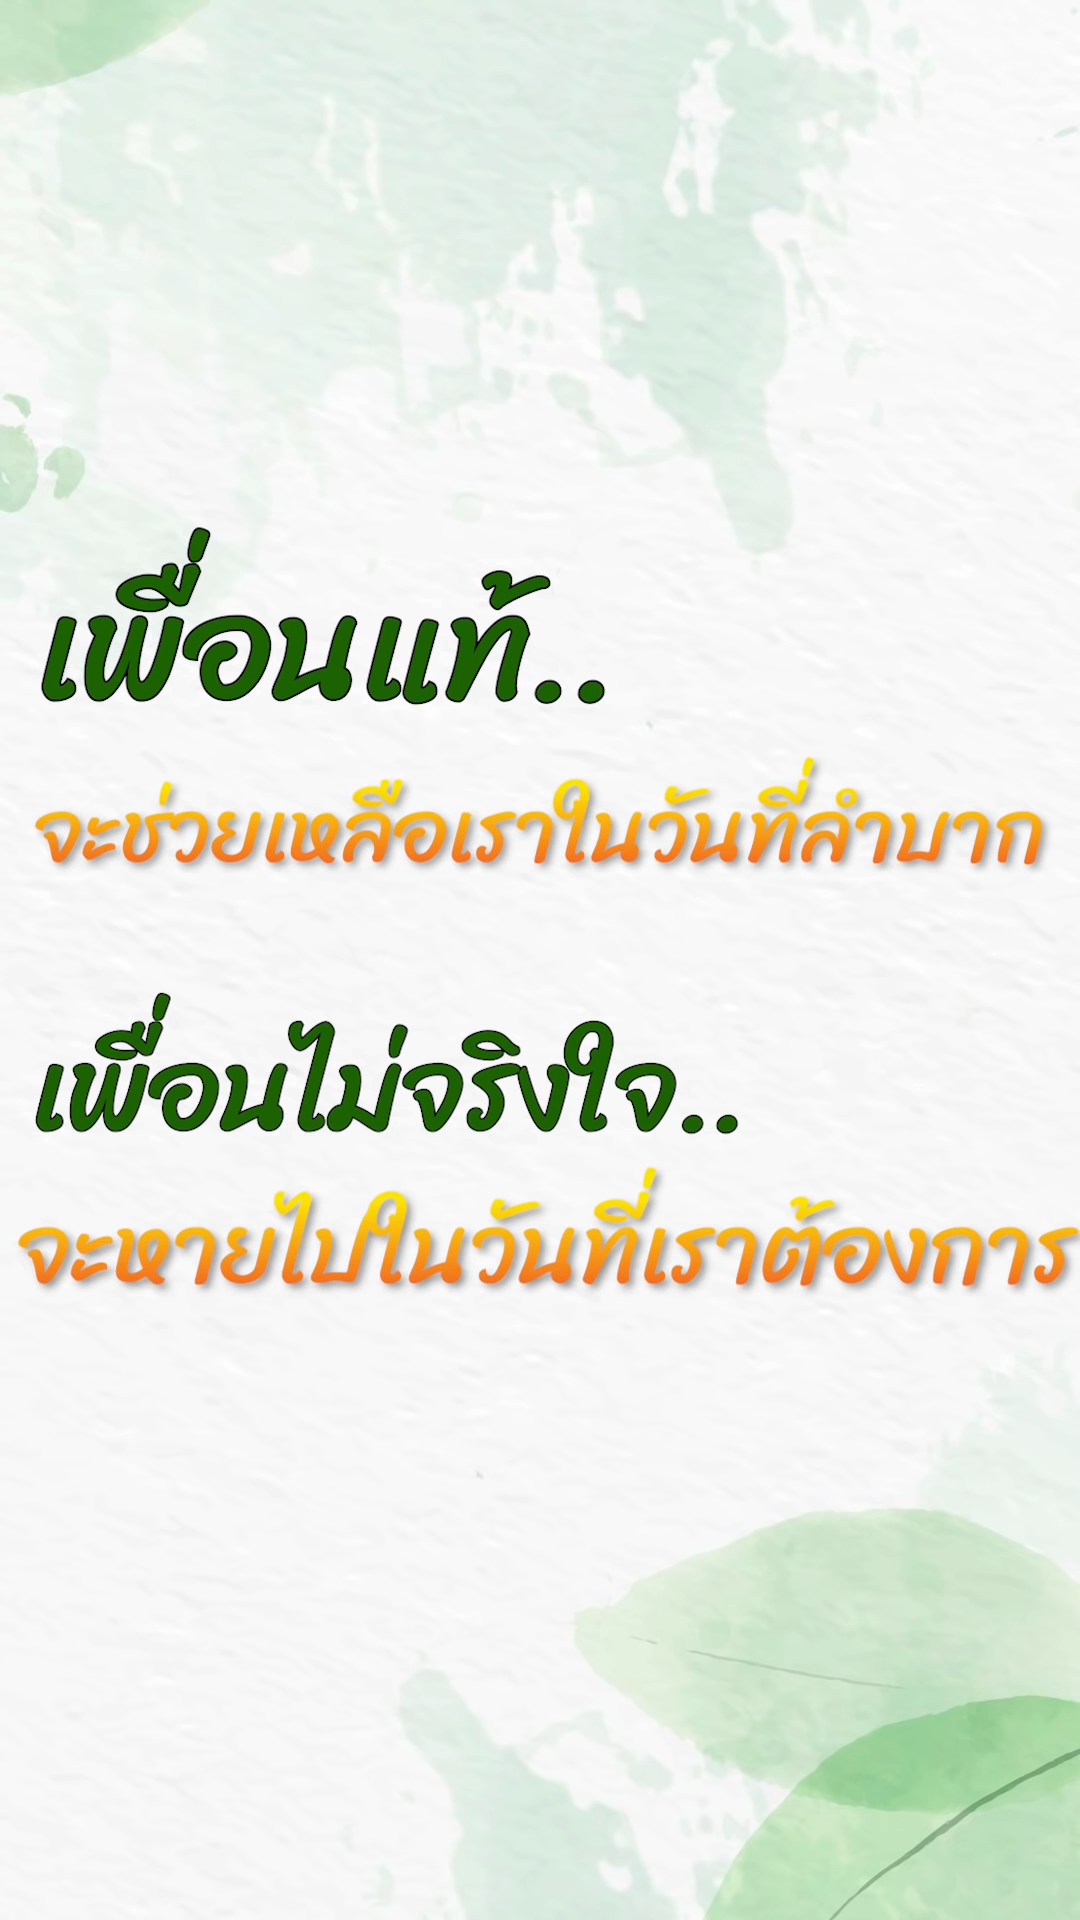 เพื่อนแท้..
จะช่วยเหลือเราในวันที่ลำบาก
เพื่อนไม่จริงใจ..
จะหายไปในวันที่เราต้องการ